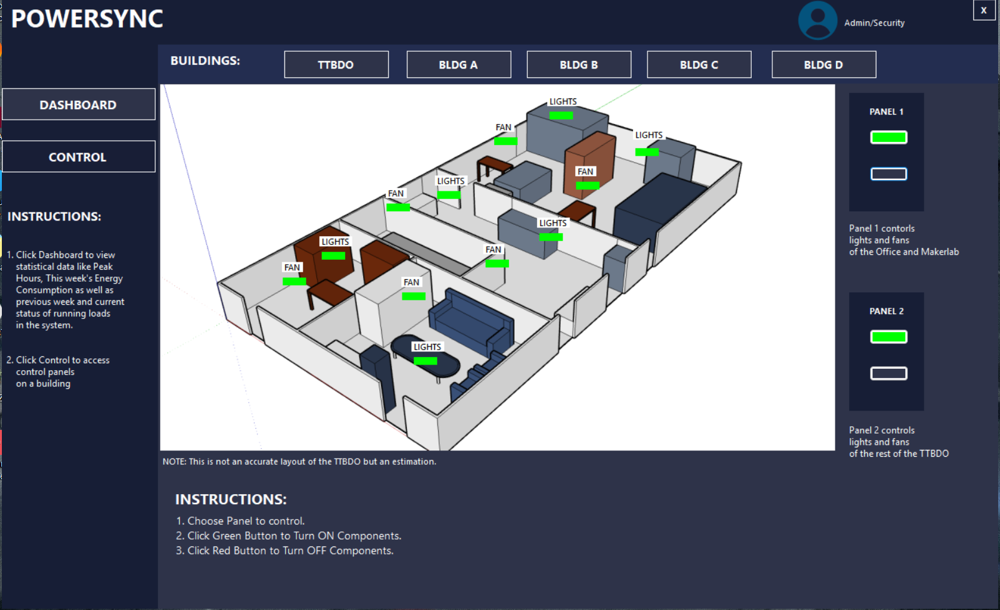 POWERSYNC
Admin/Security
X
BUILDINGS:
TTBDO
BLDG A
BLDG B
BLDG C
BLDG D
DASHBOARD
CONTROL
INSTRUCTIONS:
1. Click Dashboard to view
statistical data like Peak
Hours, This week's Energy
Consumption as well as
previous week and current
status of running loads
in the system.
2. Click Control to access
control panels
on a building
LIGHTS
FAN
LIGHTS
FAN
LIGHTS
FAN
LIGHTS
LIGHTS
FAN
FAN
FAN
LIGHTS
PANEL 1
Panel 1 contorls
lights and fans
of the Office and Makerlab
PANEL 2
Panel 2 controls
lights and fans
of the rest of the TTBDO
NOTE: This is not an accurate layout of the TTBDO but an estimation.
INSTRUCTIONS:
1. Choose Panel to control.
2. Click Green Button to Turn ON Components.
3. Click Red Button to Turn OFF Components.